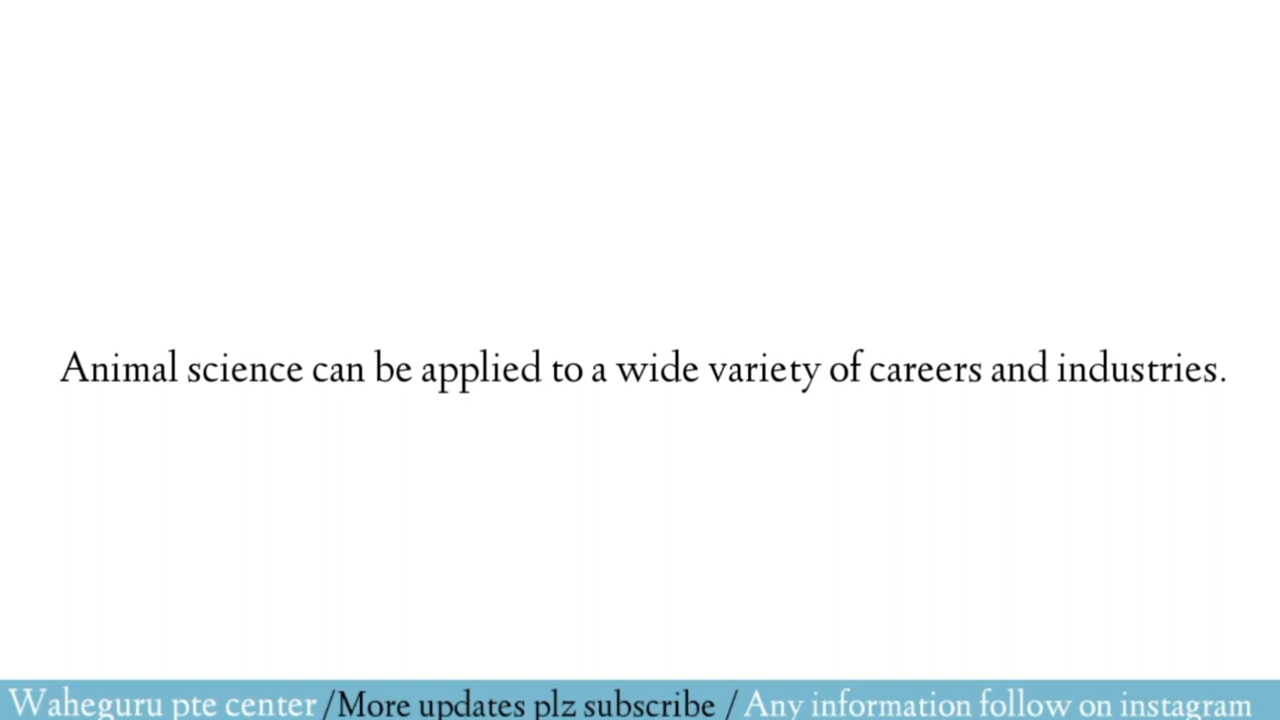 Animal science can be applied to a wide variety of careers and industries.
Waheguru pte center /More updates plz subscribe / Any information follow on instagram